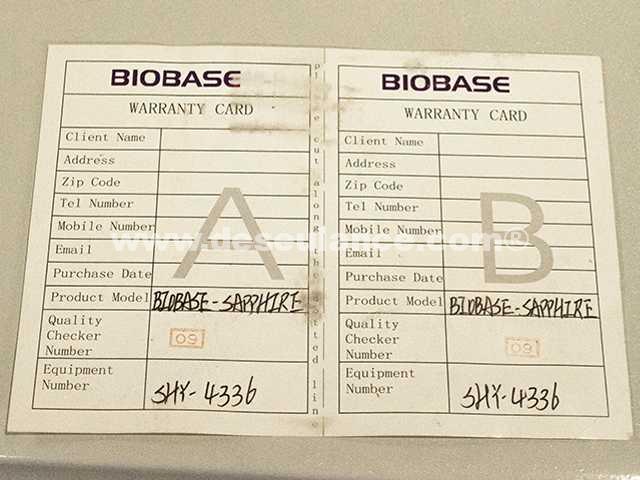 BIOBASE
WARRANTY CARD
Client Name
Address
Zip Code
Tel Number
Mobile Number
Email
Purchase Date
Product Model BIOBASE-SAPPHIRE
Quality
Checker
Number
09
Equipment
Number
SHY-4336
A
please cut along the dotted line
BIOBASE
WARRANTY CARD
Client Name
Address
Zip Code
Tel Number
Mobile Number
Email
Purchase Date
Product Model BIOBASE-SAPPHIRE
Quality
Checker
Number
09
Equipment
Number
SHY-4336
B